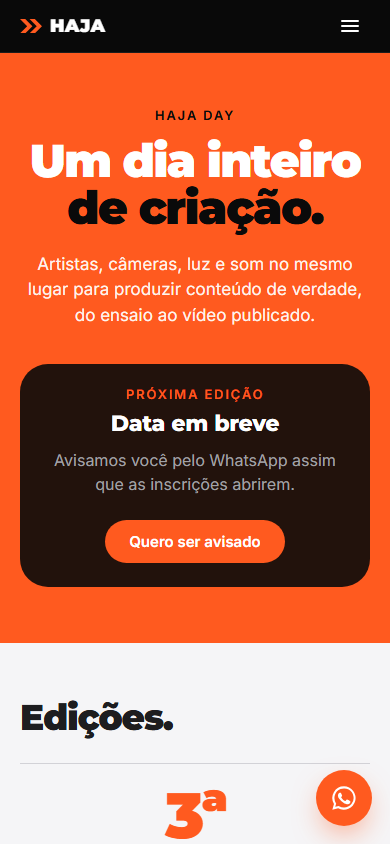 HAJA
HAJA DAY
Um dia inteiro
de criação.
Artistas, câmeras, luz e som no mesmo
lugar para produzir conteúdo de verdade,
do ensaio ao vídeo publicado.
PRÓXIMA EDIÇÃO
Data em breve
Avisamos você pelo WhatsApp assim
que as inscrições abrirem.
Quero ser avisado
Edições.
3ª